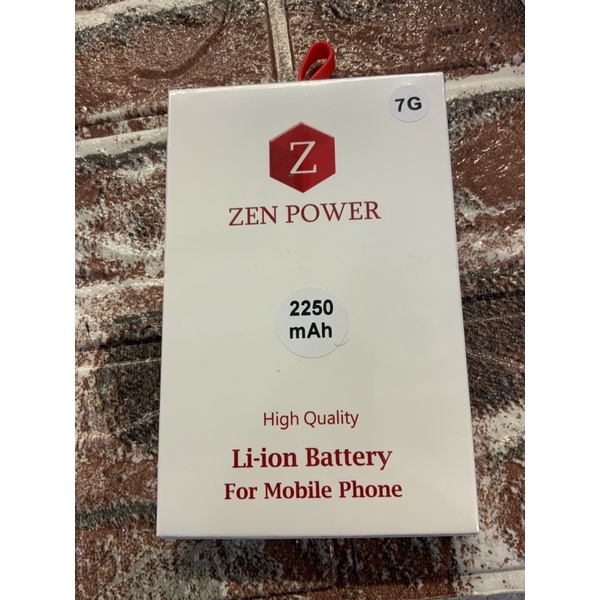 7G
Z
ZEN POWER
2250
mAh
High Quality
Li-ion Battery
For Mobile Phone